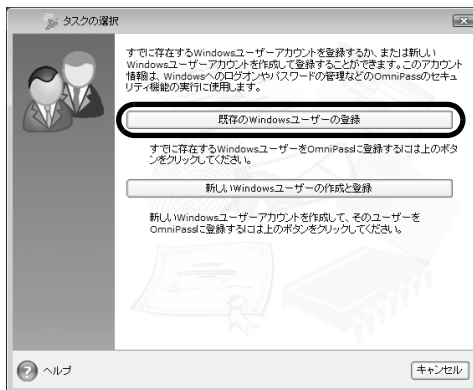 タスクの選択
すでに存在するWindowsユーザーアカウントを登録するか、または新しい
Windowsユーザーアカウントを作成して登録することができます。このアカウント
情報は、Windowsへのログオンやパスワードの管理などのOmniPassのセキュ
リティ機能の実行に使用します。
既存のWindowsユーザーの登録
すでに存在するWindowsユーザーをOmniPassに登録するには上のボタ
ンをクリックしてください。
新しいWindowsユーザーの作成と登録
新しいWindowsユーザーアカウントを作成して、そのユーザーを
OmniPassに登録するには上のボタンをクリックしてください。
ヘルプ
キャンセル